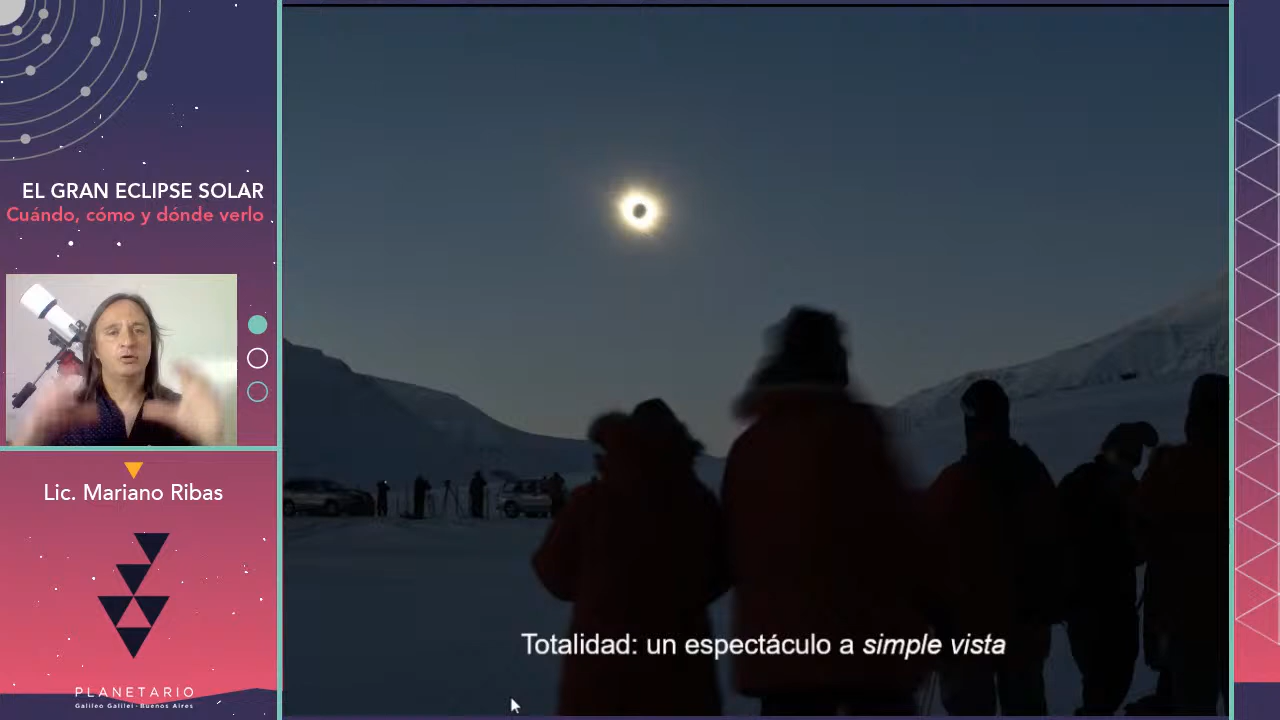 EL GRAN ECLIPSE SOLAR
Cuándo, cómo y dónde verlo
Lic. Mariano Ribas
PLANETARIO
Galileo Galilei · Buenos Aires
Totalidad: un espectáculo a simple vista